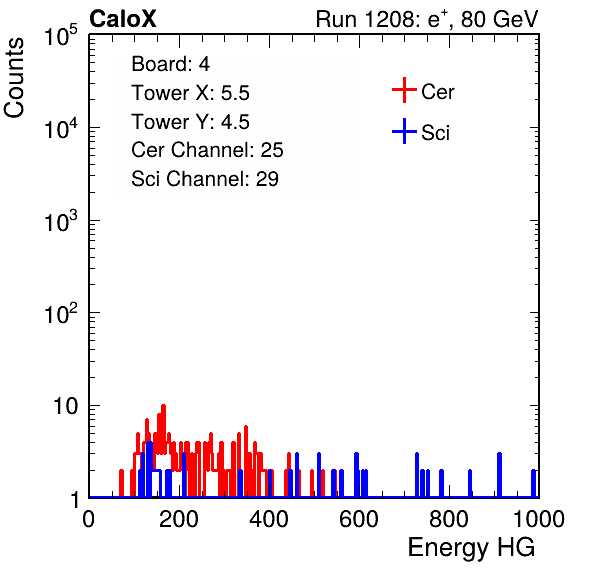 CaloX Run 1208: e⁺, 80 GeV
Counts
Board: 4
Tower X: 5.5
Tower Y: 4.5
Cer Channel: 25
Sci Channel: 29
Cer
Sci
10⁵
10⁴
10³
10²
10
1
0 200 400 600 800 1000
Energy HG